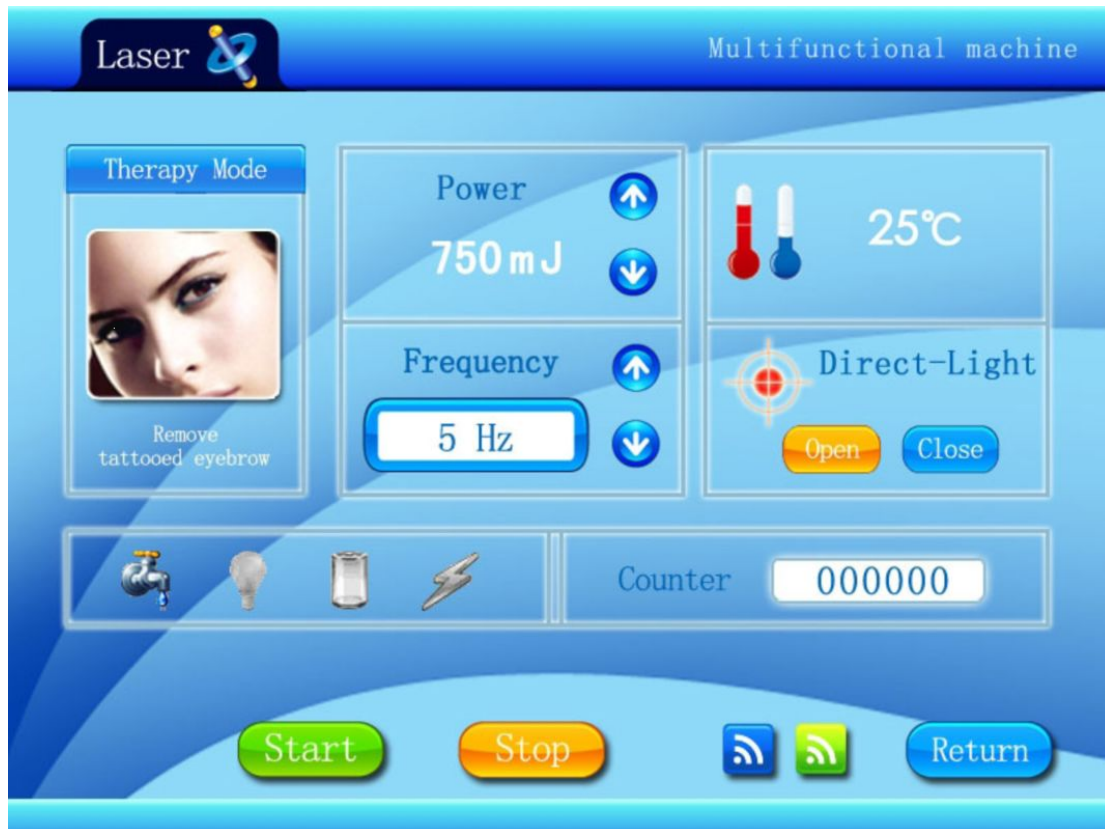 Laser
Multifunctional machine
Therapy Mode
Remove
tattooed eyebrow
Power
750mJ
Frequency
5 Hz
25℃
Direct-Light
Open
Close
Counter
000000
Start
Stop
Return